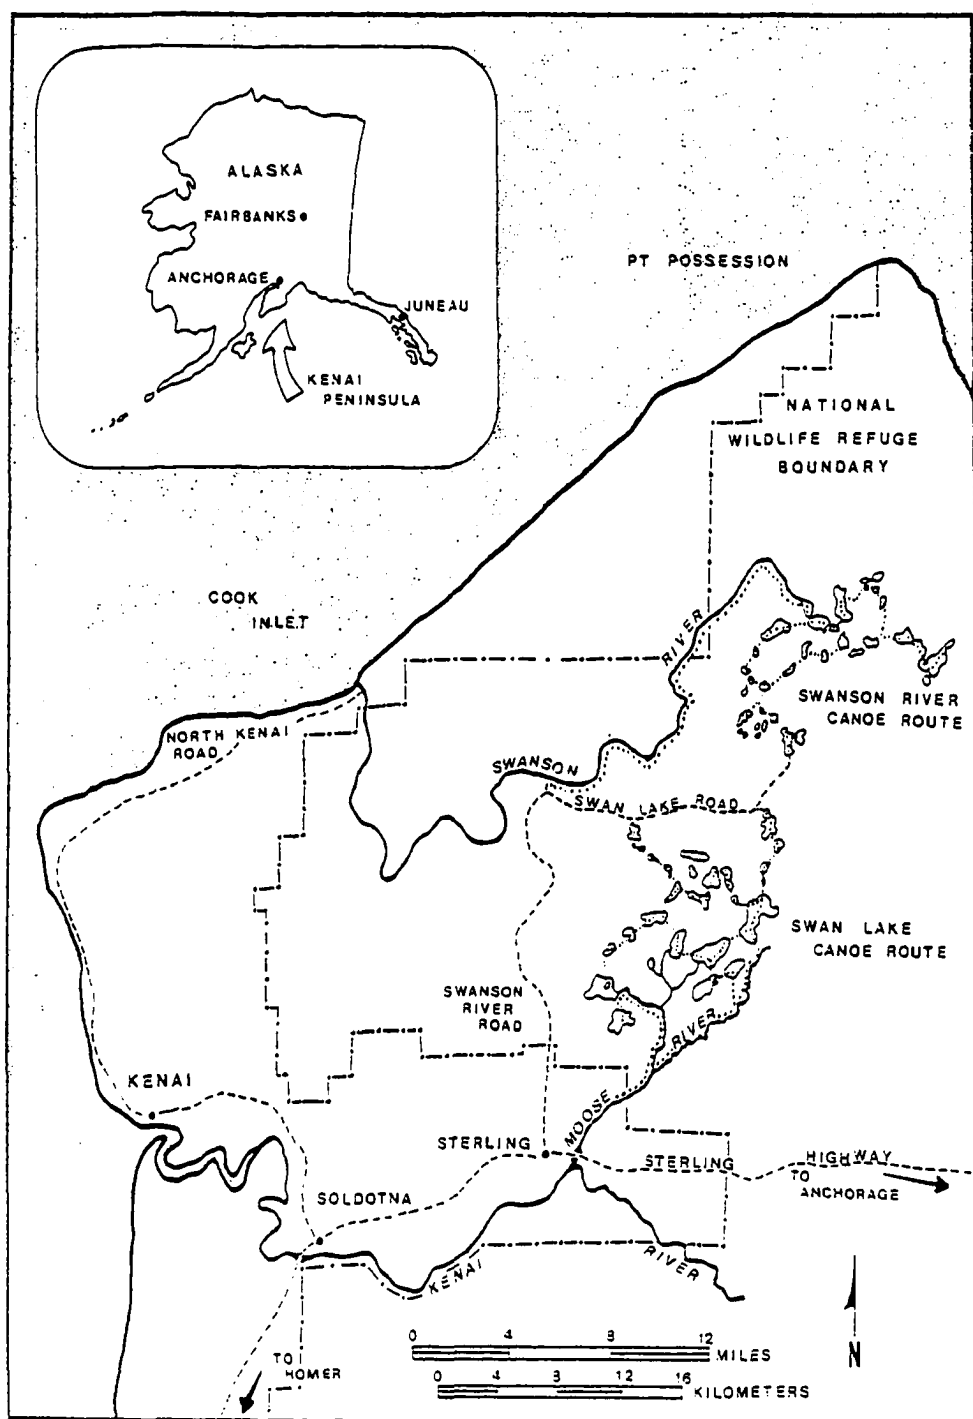 ALASKA
FAIRBANKS
ANCHORAGE
JUNEAU
KENAI
PENINSULA
PT POSSESSION
NATIONAL
WILDLIFE REFUGE
BOUNDARY
COOK
INLET
RIVER
SWANSON RIVER
CANOE ROUTE
NORTH KENAI
ROAD
SWANSON
SWAN LAKE ROAD
SWAN LAKE
CANOE ROUTE
SWANSON
RIVER
ROAD
RIVER
KENAI
MOOSE
STERLING
STERLING
HIGHWAY
TO
ANCHORAGE
SOLDOTNA
KENAI
RIVER
TO
HOMER
0 4 8 12
MILES
0 4 8 12 16
KILOMETERS
N